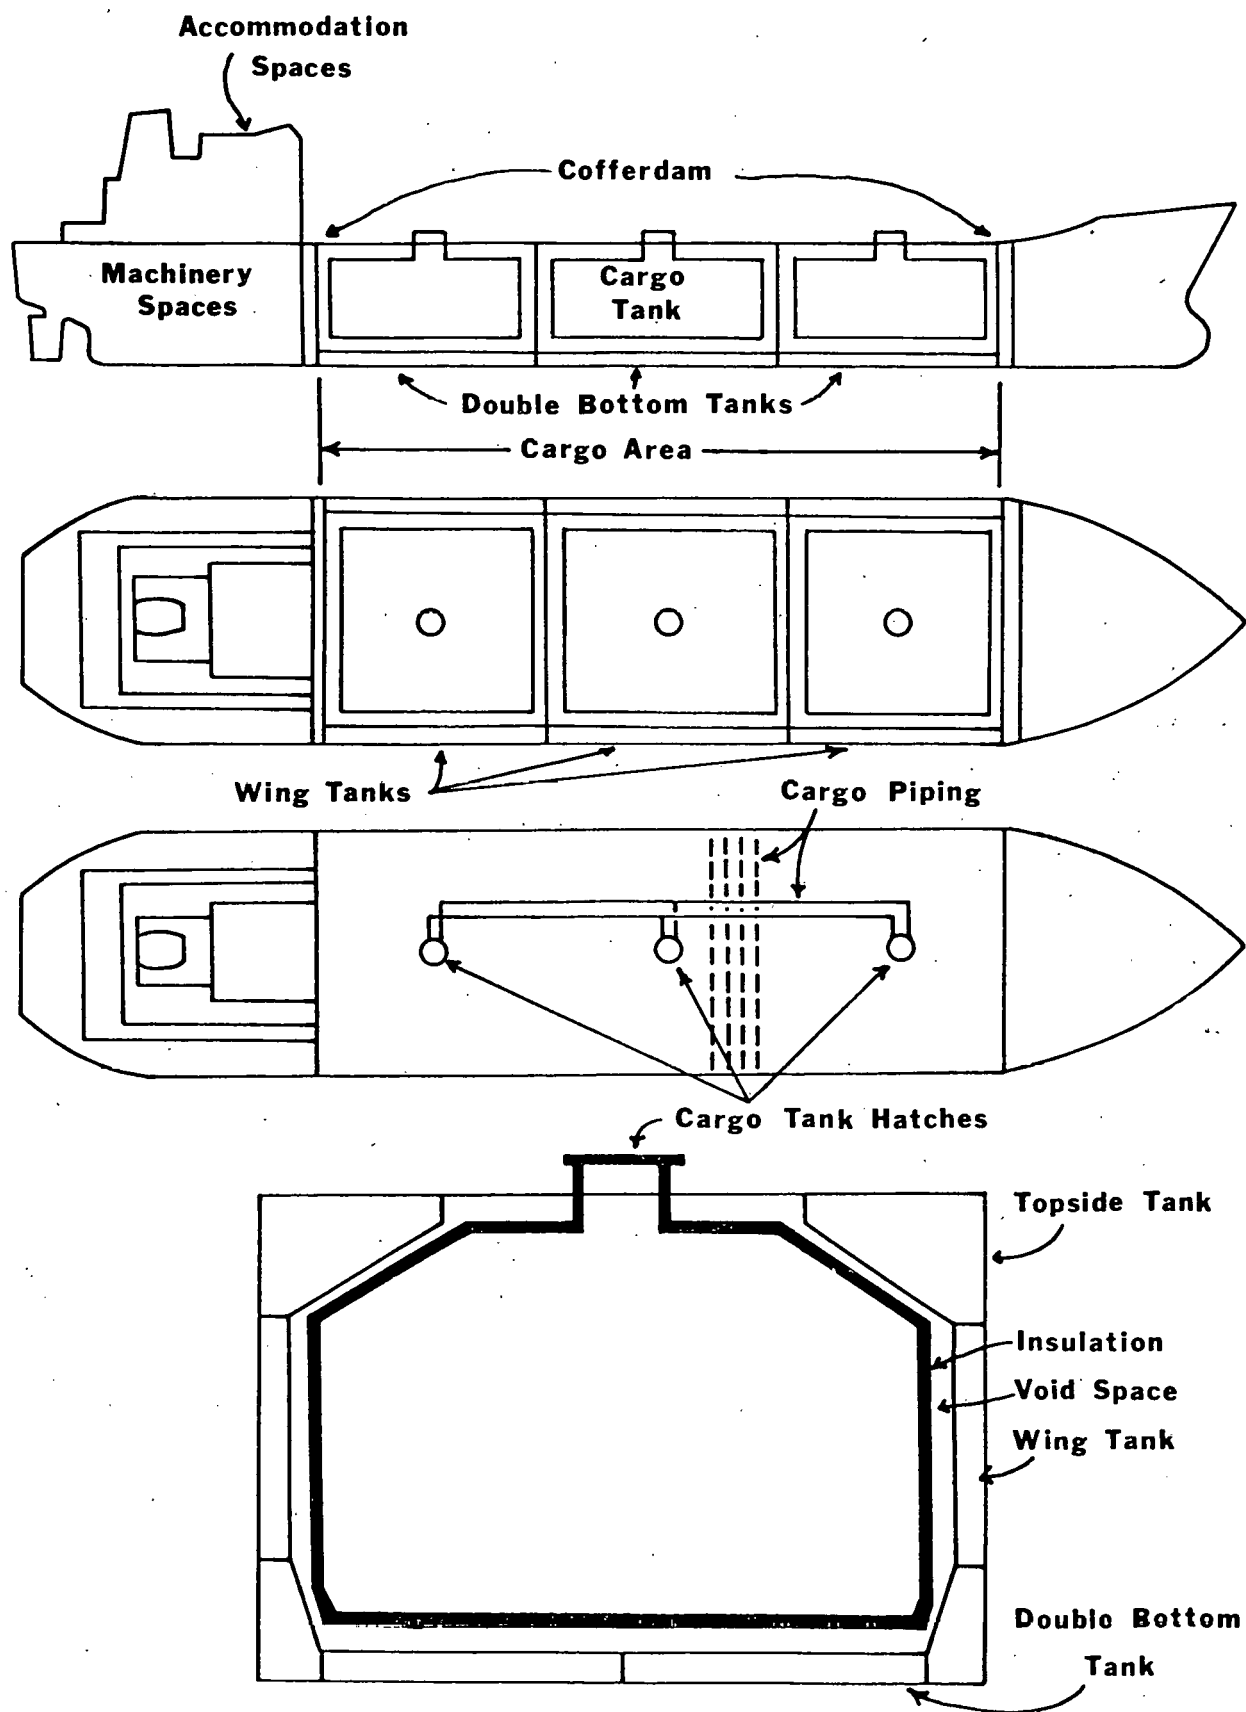 Accommodation
Spaces
Cofferdam
Machinery
Spaces
Cargo
Tank
Double Bottom Tanks
Cargo Area
Wing Tanks
Cargo Piping
Cargo Tank Hatches
Topside Tank
Insulation
Void Space
Wing Tank
Double Bottom
Tank